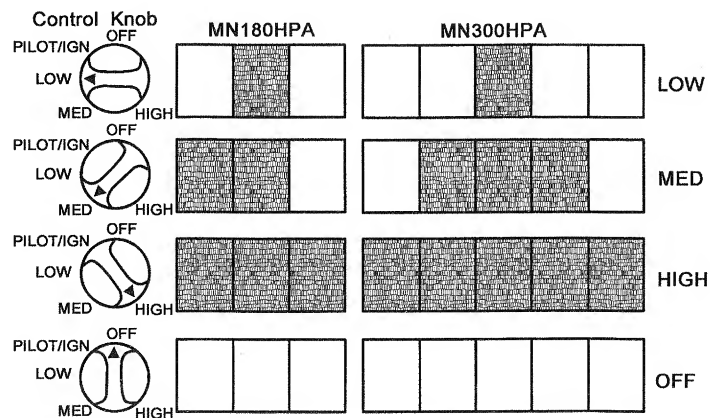 Control Knob
MN180HPA
MN300HPA
OFF
PILOT/IGN
LOW
MED
HIGH
LOW
OFF
PILOT/IGN
LOW
MED
HIGH
MED
OFF
PILOT/IGN
LOW
MED
HIGH
HIGH
OFF
PILOT/IGN
LOW
MED
HIGH
OFF